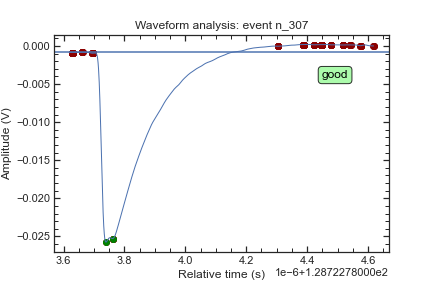 Waveform analysis: event n_307
0.000
−0.005
−0.010
−0.015
−0.020
−0.025
Amplitude (V)
good
3.6 3.8 4.0 4.2 4.4 4.6
Relative time (s) 1e−6+1.2872278000e2